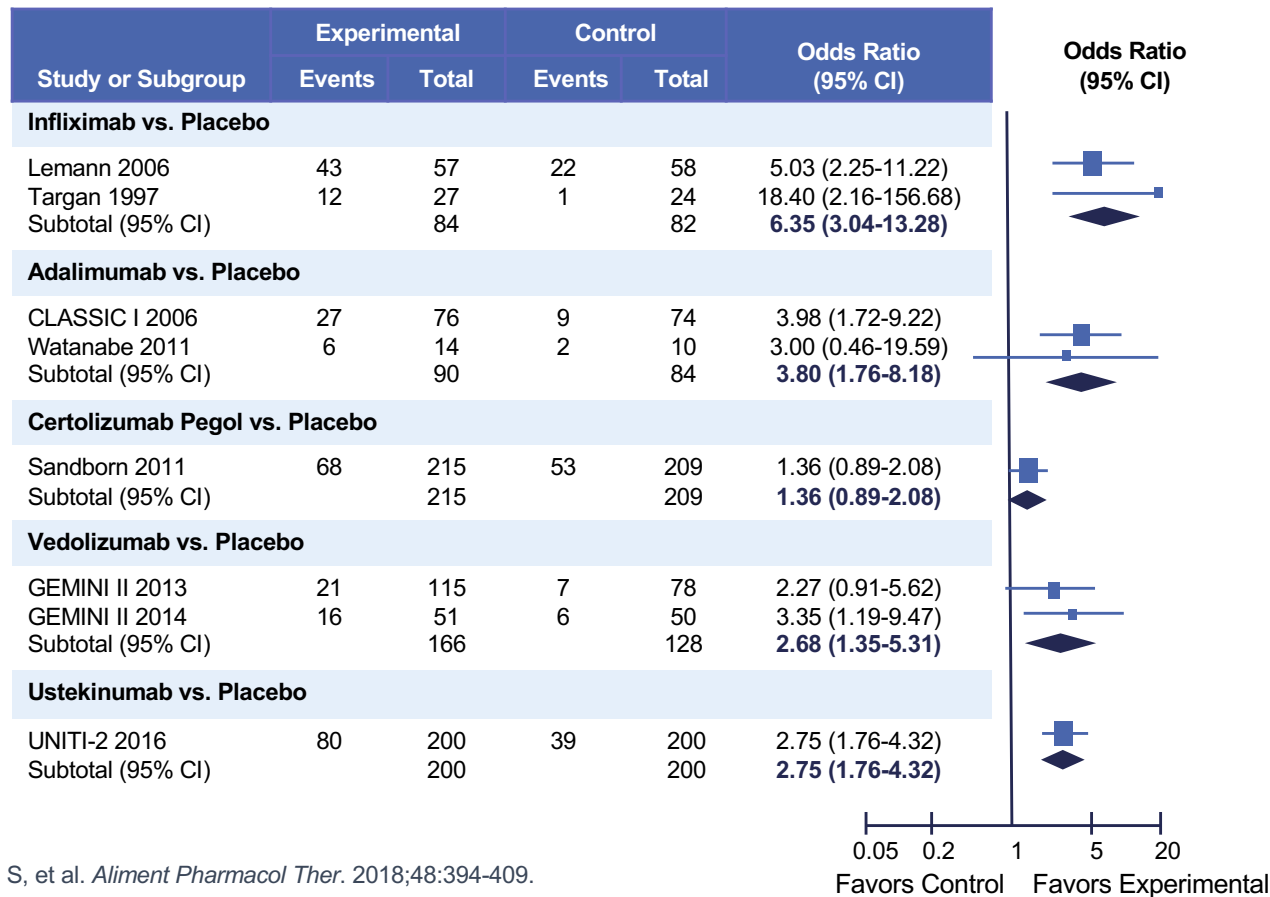 Experimental Control
Study or Subgroup Events Total Events Total Odds Ratio (95% CI) Odds Ratio (95% CI)
Infliximab vs. Placebo
Lemann 2006 43 57 22 58 5.03 (2.25-11.22)
Targan 1997 12 27 1 24 18.40 (2.16-156.68)
Subtotal (95% CI) 84 82 6.35 (3.04-13.28)
Adalimumab vs. Placebo
CLASSIC I 2006 27 76 9 74 3.98 (1.72-9.22)
Watanabe 2011 6 14 2 10 3.00 (0.46-19.59)
Subtotal (95% CI) 90 84 3.80 (1.76-8.18)
Certolizumab Pegol vs. Placebo
Sandborn 2011 68 215 53 209 1.36 (0.89-2.08)
Subtotal (95% CI) 215 209 1.36 (0.89-2.08)
Vedolizumab vs. Placebo
GEMINI II 2013 21 115 7 78 2.27 (0.91-5.62)
GEMINI II 2014 16 51 6 50 3.35 (1.19-9.47)
Subtotal (95% CI) 166 128 2.68 (1.35-5.31)
Ustekinumab vs. Placebo
UNITI-2 2016 80 200 39 200 2.75 (1.76-4.32)
Subtotal (95% CI) 200 200 2.75 (1.76-4.32)
0.05 0.2 1 5 20
Favors Control Favors Experimental
S, et al. Aliment Pharmacol Ther. 2018;48:394-409.